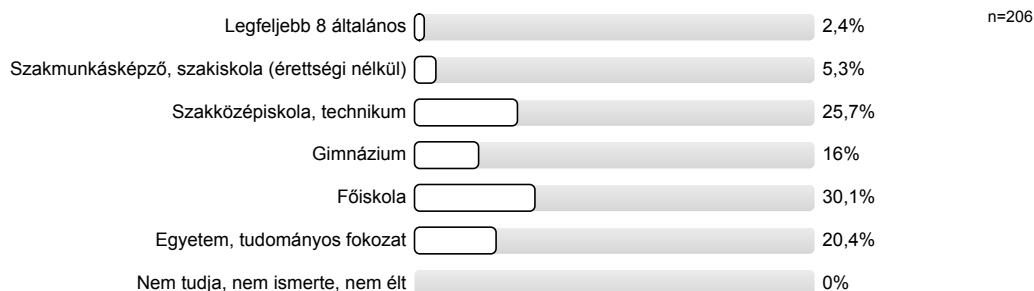 Legfeljebb 8 általános 2,4% n=206
Szakmunkásképző, szakiskola (érettségi nélkül) 5,3%
Szakközépiskola, technikum 25,7%
Gimnázium 16%
Főiskola 30,1%
Egyetem, tudományos fokozat 20,4%
Nem tudja, nem ismerte, nem élt 0%